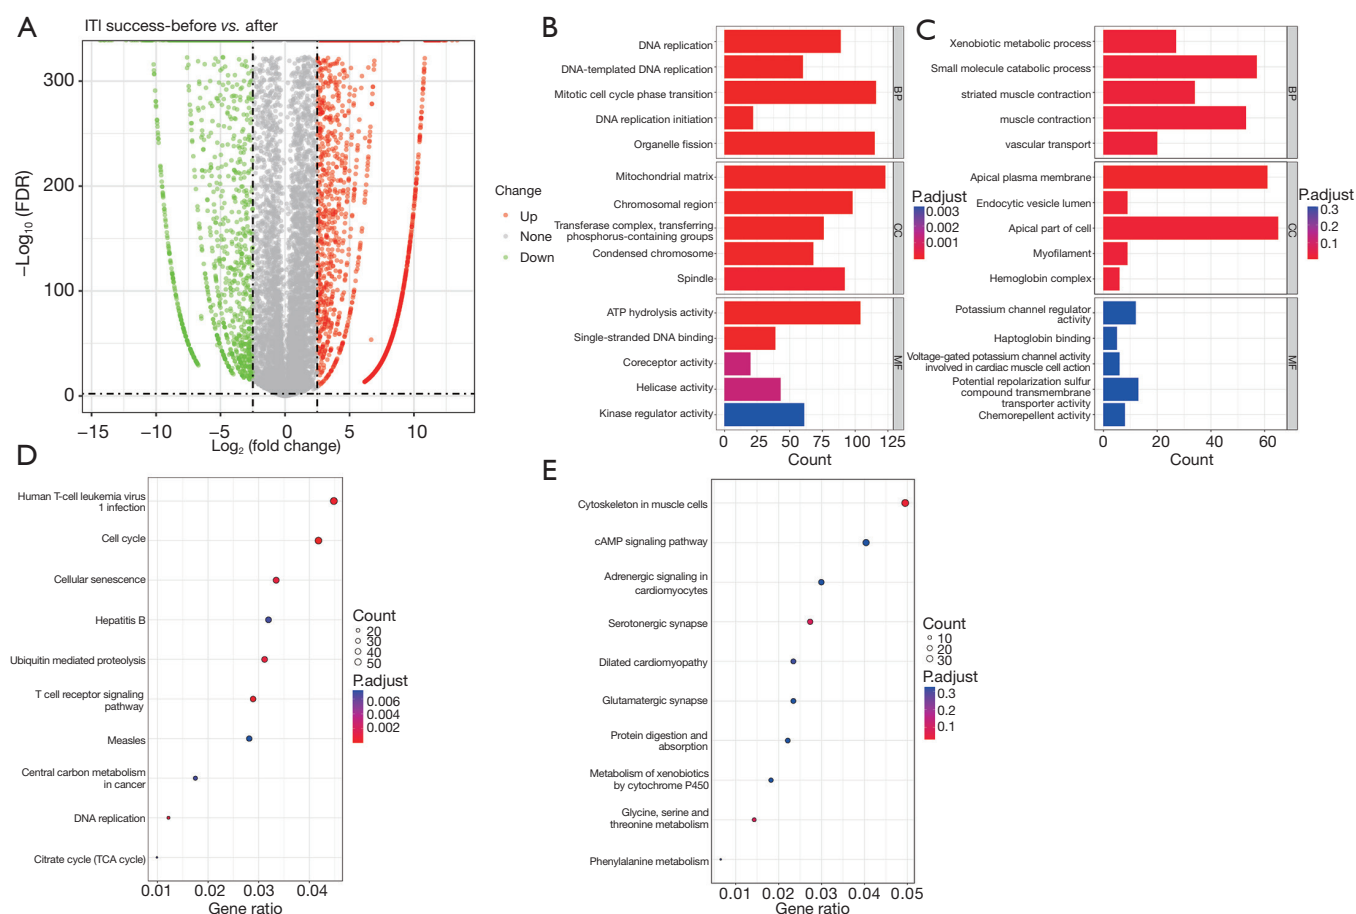 A
ITI success-before vs. after
300
200
100
0
−Log10 (FDR)
−15
−10
−5
0
5
10
Log2 (fold change)
Change
Up
None
Down
B
DNA replication
DNA-templated DNA replication
Mitotic cell cycle phase transition
DNA replication initiation
Organelle fission
BP
Mitochondrial matrix
Chromosomal region
Transferase complex, transferring
phosphorus-containing groups
Condensed chromosome
Spindle
CC
ATP hydrolysis activity
Single-stranded DNA binding
Coreceptor activity
Helicase activity
Kinase regulator activity
MF
0
25
50
75
100
125
Count
P.adjust
0.003
0.002
0.001
C
Xenobiotic metabolic process
Small molecule catabolic process
striated muscle contraction
muscle contraction
vascular transport
BP
Apical plasma membrane
Endocytic vesicle lumen
Apical part of cell
Myofilament
Hemoglobin complex
CC
Potassium channel regulator
activity
Haptoglobin binding
Voltage-gated potassium channel activity
involved in cardiac muscle cell action
Potential repolarization sulfur
compound transmembrane
transporter activity
Chemorepellent activity
MF
0
20
40
60
Count
P.adjust
0.3
0.2
0.1
D
Human T-cell leukemia virus
1 infection
Cell cycle
Cellular senescence
Hepatitis B
Ubiquitin mediated proteolysis
T cell receptor signaling
pathway
Measles
Central carbon metabolism
in cancer
DNA replication
Citrate cycle (TCA cycle)
0.01
0.02
0.03
0.04
Gene ratio
Count
20
30
40
50
P.adjust
0.006
0.004
0.002
E
Cytoskeleton in muscle cells
cAMP signaling pathway
Adrenergic signaling in
cardiomyocytes
Serotonergic synapse
Dilated cardiomyopathy
Glutamatergic synapse
Protein digestion and
absorption
Metabolism of xenobiotics
by cytochrome P450
Glycine, serine and
threonine metabolism
Phenylalanine metabolism
0.01
0.02
0.03
0.04
0.05
Gene ratio
Count
10
20
30
P.adjust
0.3
0.2
0.1